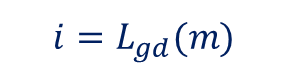 i = L_{gd}(m)